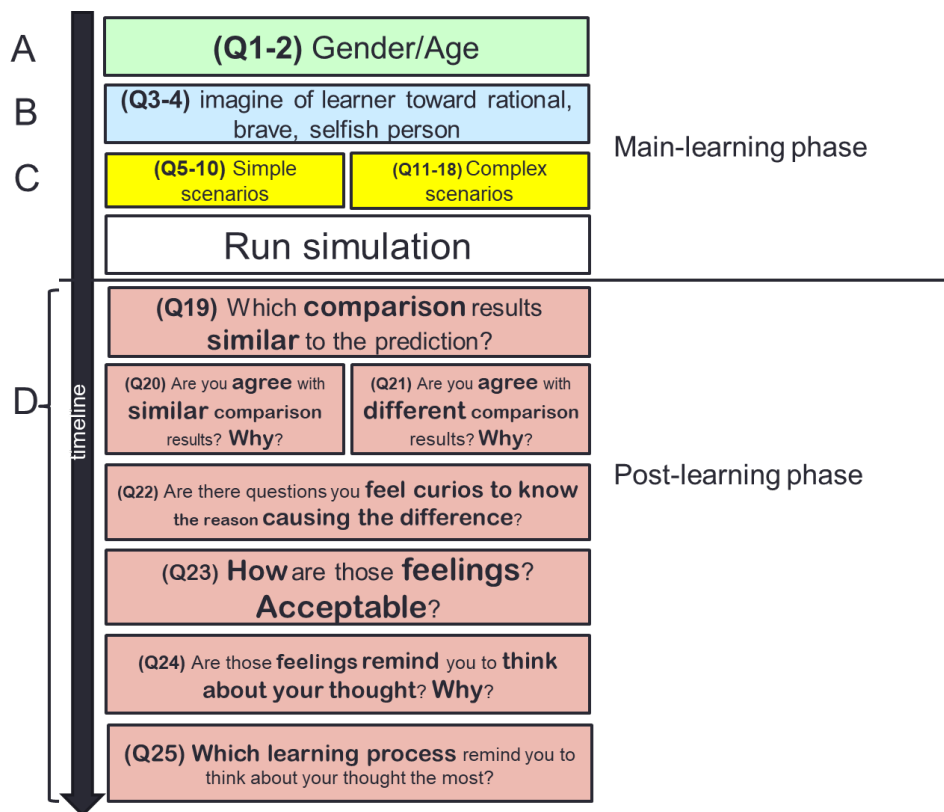 A
(Q1-2) Gender/Age
B
(Q3-4) imagine of learner toward rational,
brave, selfish person
Main-learning phase
C
(Q5-10) Simple
scenarios
(Q11-18) Complex
scenarios
Run simulation
(Q19) Which comparison results
similar to the prediction?
D
timeline
(Q20) Are you agree with
similar comparison
results? Why?
(Q21) Are you agree with
different comparison
results? Why?
Post-learning phase
(Q22) Are there questions you feel curios to know
the reason causing the difference?
(Q23) How are those feelings?
Acceptable?
(Q24) Are those feelings remind you to think
about your thought? Why?
(Q25) Which learning process remind you to
think about your thought the most?